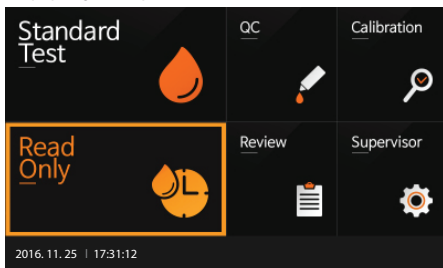 Standard
Test
QC
Calibration
Read
Only
Review
Supervisor
2016. 11. 25 | 17:31:12